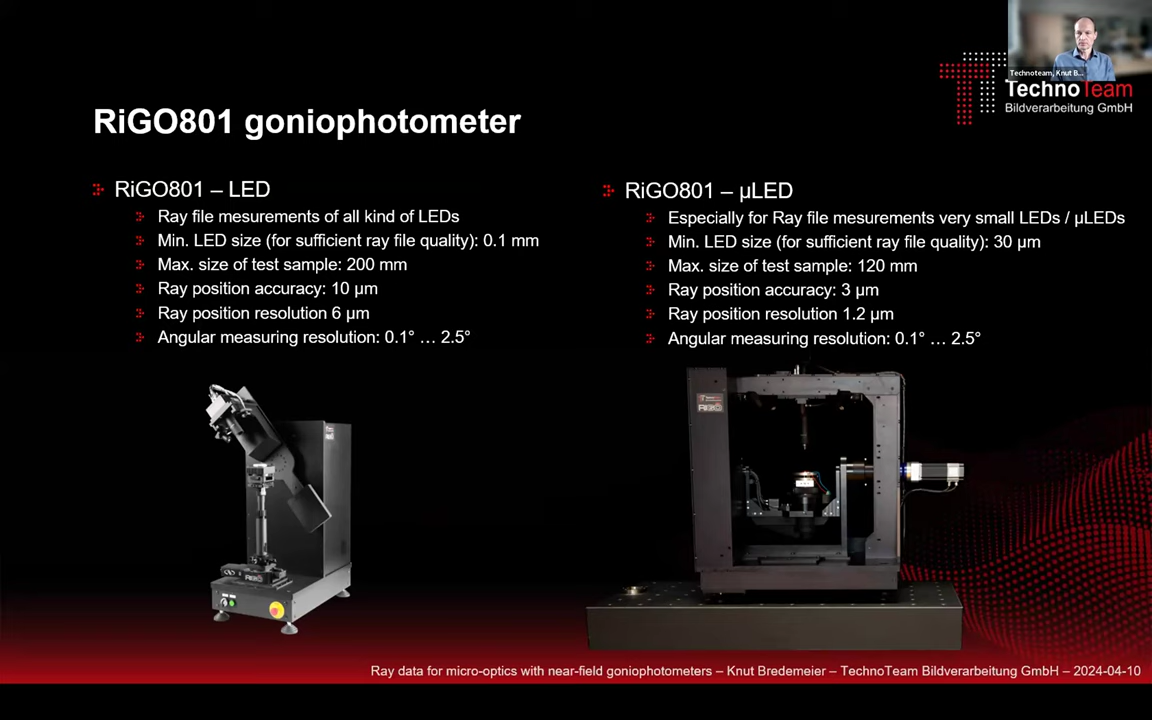 Technoteam, Knut B...
TechnoTeam
Bildverarbeitung GmbH
RiGO801 goniophotometer
RiGO801 – LED
Ray file mesurements of all kind of LEDs
Min. LED size (for sufficient ray file quality): 0.1 mm
Max. size of test sample: 200 mm
Ray position accuracy: 10 µm
Ray position resolution 6 µm
Angular measuring resolution: 0.1° … 2.5°
RiGO801 – µLED
Especially for Ray file mesurements very small LEDs / µLEDs
Min. LED size (for sufficient ray file quality): 30 µm
Max. size of test sample: 120 mm
Ray position accuracy: 3 µm
Ray position resolution 1.2 µm
Angular measuring resolution: 0.1° … 2.5°
Ray data for micro-optics with near-field goniophotometers – Knut Bredemeier – TechnoTeam Bildverarbeitung GmbH – 2024-04-10